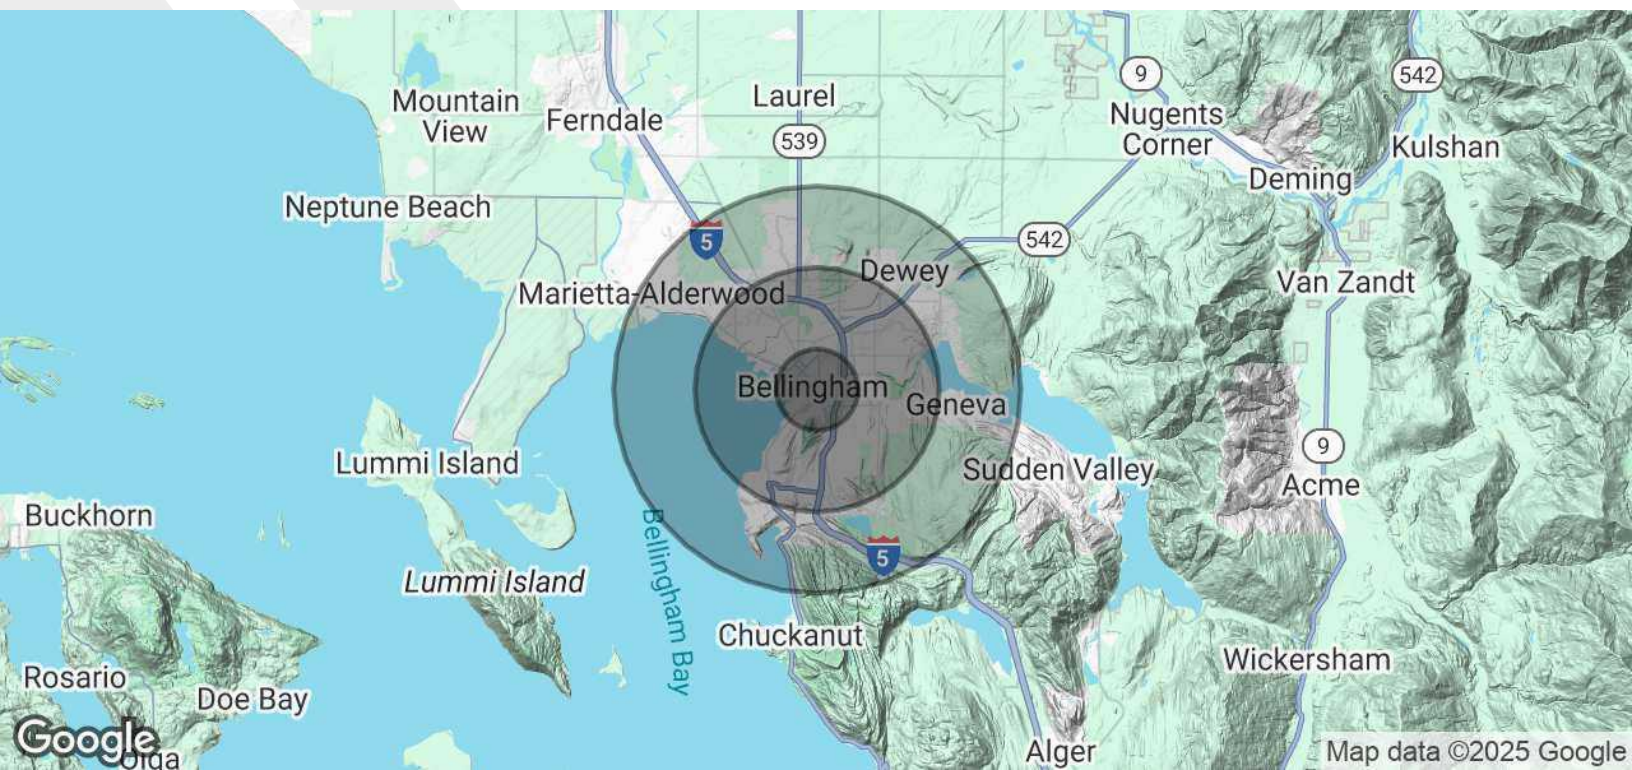 9
542
Mountain
View
Ferndale
Laurel
Nugents
Corner
539
Kulshan
Deming
Neptune Beach
5
542
Dewey
Van Zandt
Marietta-Alderwood
Bellingham
Geneva
9
Lummi Island
Sudden Valley
Acme
Buckhorn
Bellingham Bay
5
Lummi Island
Chuckanut
Wickersham
Rosario
Doe Bay
Google
Olga
Alger
Map data ©2025 Google